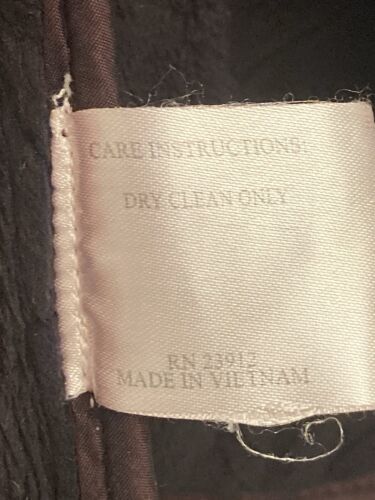 CARE INSTRUCTIONS:
DRY CLEAN ONLY
RN 23912
MADE IN VIETNAM